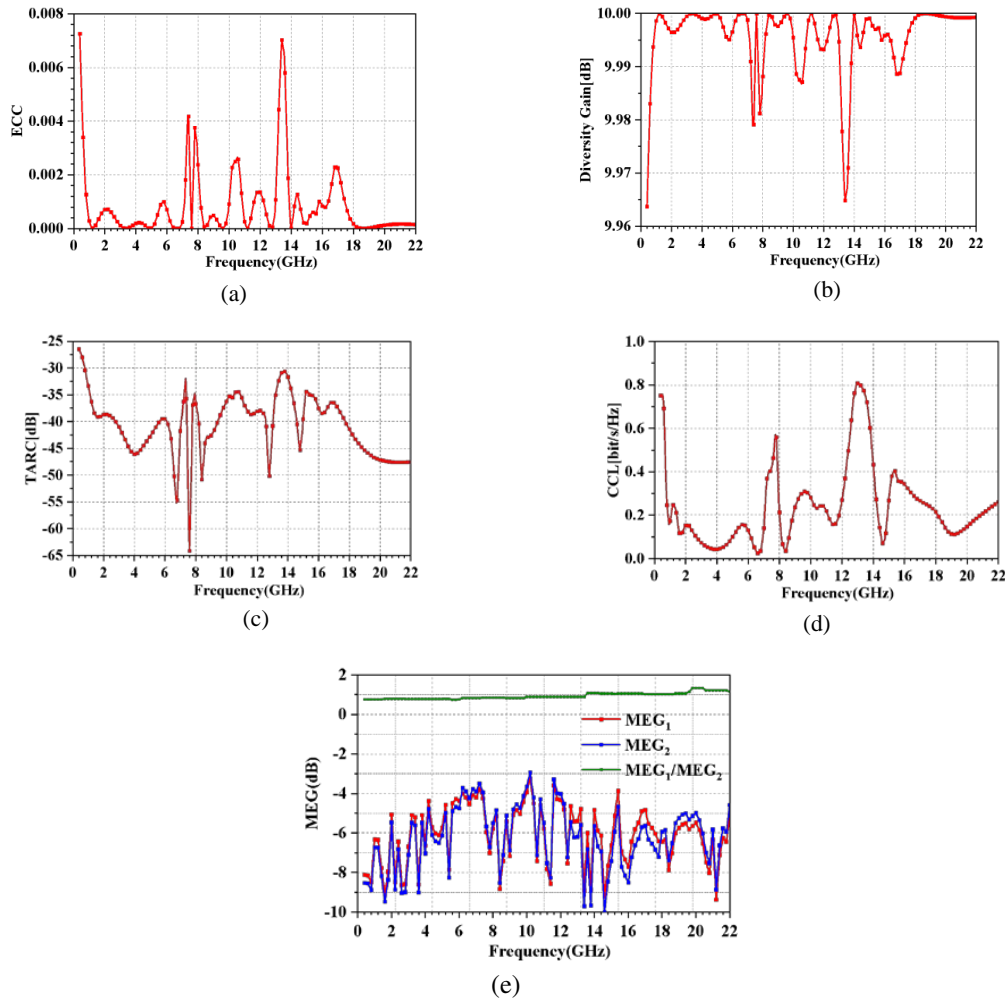 0.008
0.006
0.004
0.002
0.000
ECC
0 2 4 6 8 10 12 14 16 18 20 22
Frequency(GHz)
(a)
10.00
9.99
9.98
9.97
9.96
Diversity Gain[dB]
0 2 4 6 8 10 12 14 16 18 20 22
Frequency(GHz)
(b)
-25
-30
-35
-40
-45
-50
-55
-60
-65
TARC[dB]
0 2 4 6 8 10 12 14 16 18 20 22
Frequency(GHz)
(c)
1.0
0.8
0.6
0.4
0.2
0.0
CCL[bit/s/Hz]
0 2 4 6 8 10 12 14 16 18 20 22
Frequency(GHz)
(d)
2
0
-2
-4
-6
-8
-10
MEG(dB)
MEG₁
MEG₂
MEG₁/MEG₂
0 2 4 6 8 10 12 14 16 18 20 22
Frequency(GHz)
(e)